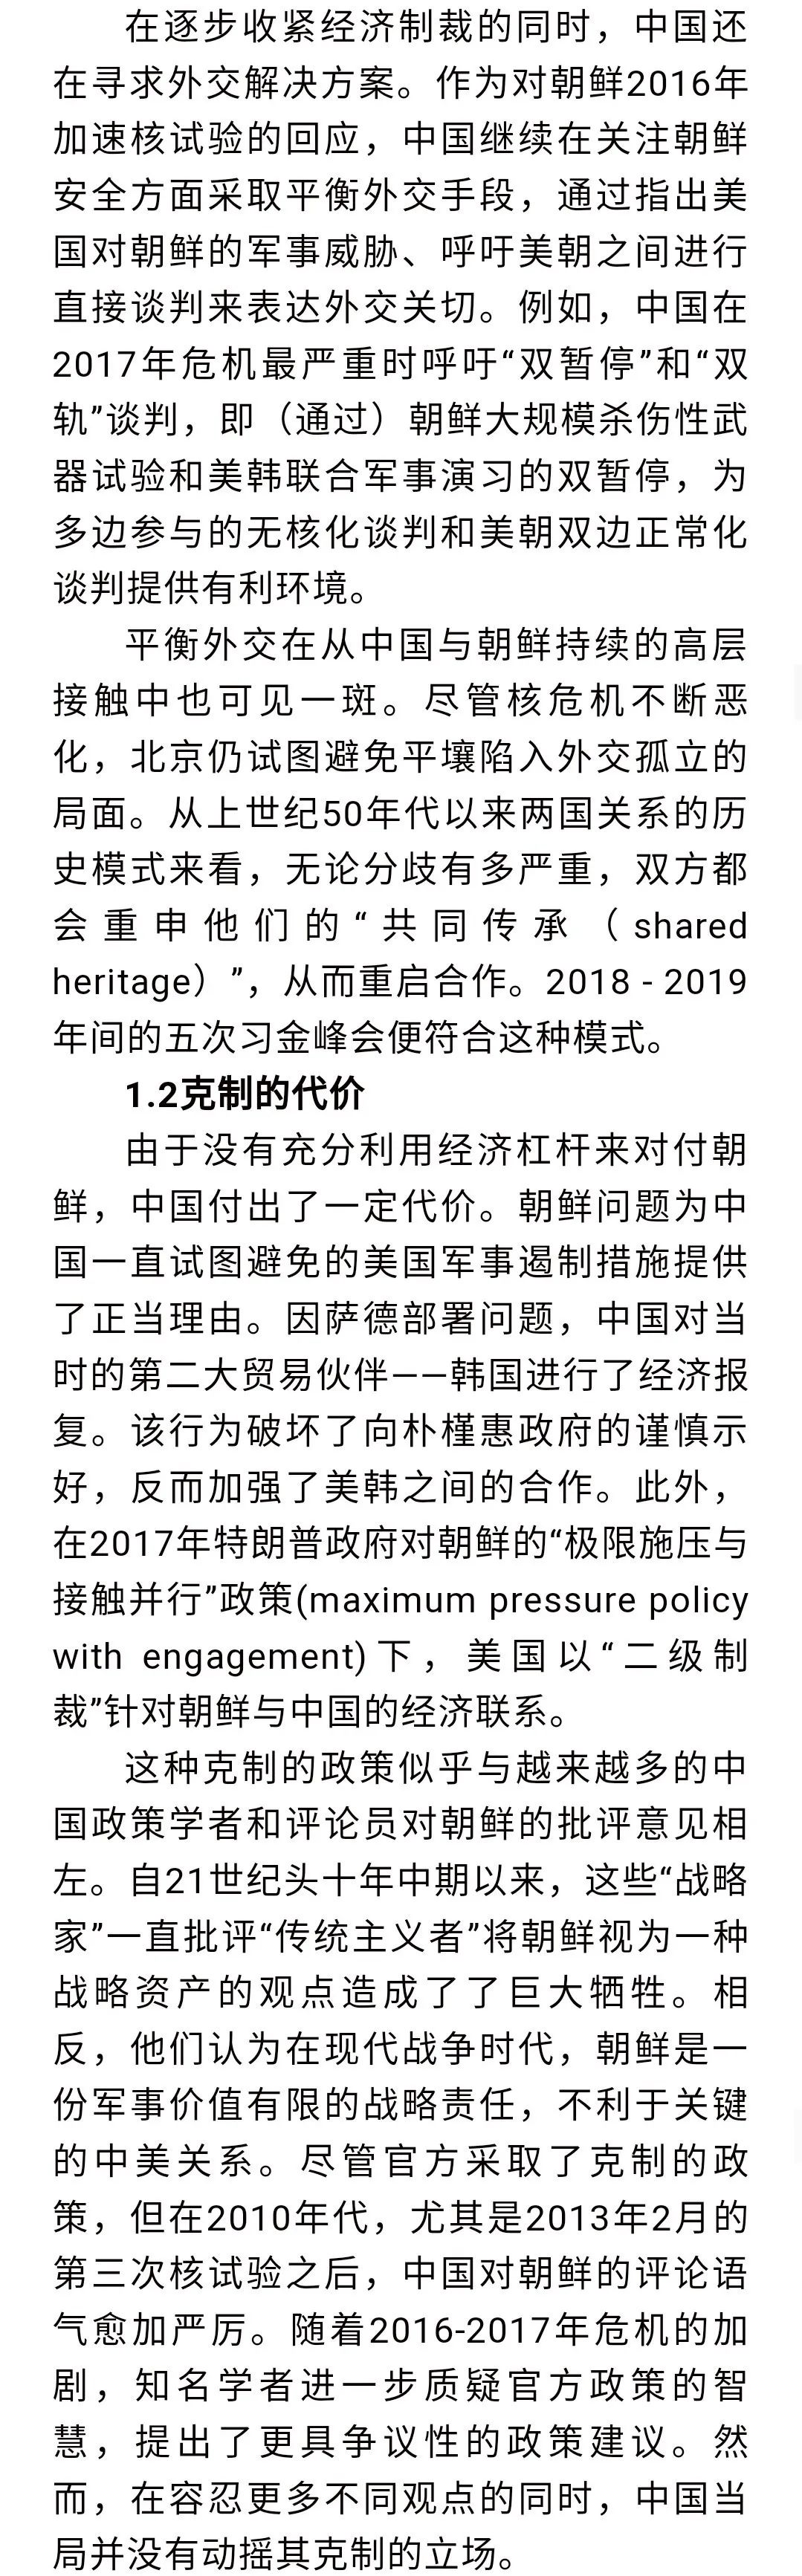 在逐步收紧经济制裁的同时，中国还
在寻求外交解决方案。作为对朝鲜2016年
加速核试验的回应，中国继续在关注朝鲜
安全方面采取平衡外交手段，通过指出美
国对朝鲜的军事威胁、呼吁美朝之间进行
直接谈判来表达外交关切。例如，中国在
2017年危机最严重时呼吁“双暂停”和“双
轨”谈判，即（通过）朝鲜大规模杀伤性武
器试验和美韩联合军事演习的双暂停，为
多边参与的无核化谈判和美朝双边正常化
谈判提供有利环境。
平衡外交在从中国与朝鲜持续的高层
接触中也可见一斑。尽管核危机不断恶
化，北京仍试图避免平壤陷入外交孤立的
局面。从上世纪50年代以来两国关系的历
史模式来看，无论分歧有多严重，双方都
会重申他们的“共同传承（shared
heritage）”，从而重启合作。2018 - 2019
年间的五次习金峰会便符合这种模式。
1.2克制的代价
由于没有充分利用经济杠杆来对付朝
鲜，中国付出了一定代价。朝鲜问题为中
国一直试图避免的美国军事遏制措施提供
了正当理由。因萨德部署问题，中国对当
时的第二大贸易伙伴——韩国进行了经济报
复。该行为破坏了向朴槿惠政府的谨慎示
好，反而加强了美韩之间的合作。此外，
在2017年特朗普政府对朝鲜的“极限施压与
接触并行”政策(maximum pressure policy
with engagement)下，美国以“二级制
裁”针对朝鲜与中国的经济联系。
这种克制的政策似乎与越来越多的中
国政策学者和评论员对朝鲜的批评意见相
左。自21世纪头十年中期以来，这些“战略
家”一直批评“传统主义者”将朝鲜视为一种
战略资产的观点造成了了巨大牺牲。相
反，他们认为在现代战争时代，朝鲜是一
份军事价值有限的战略责任，不利于关键
的中美关系。尽管官方采取了克制的政
策，但在2010年代，尤其是2013年2月的
第三次核试验之后，中国对朝鲜的评论语
气愈加严厉。随着2016-2017年危机的加
剧，知名学者进一步质疑官方政策的智
慧，提出了更具争议性的政策建议。然
而，在容忍更多不同观点的同时，中国当
局并没有动摇其克制的立场。